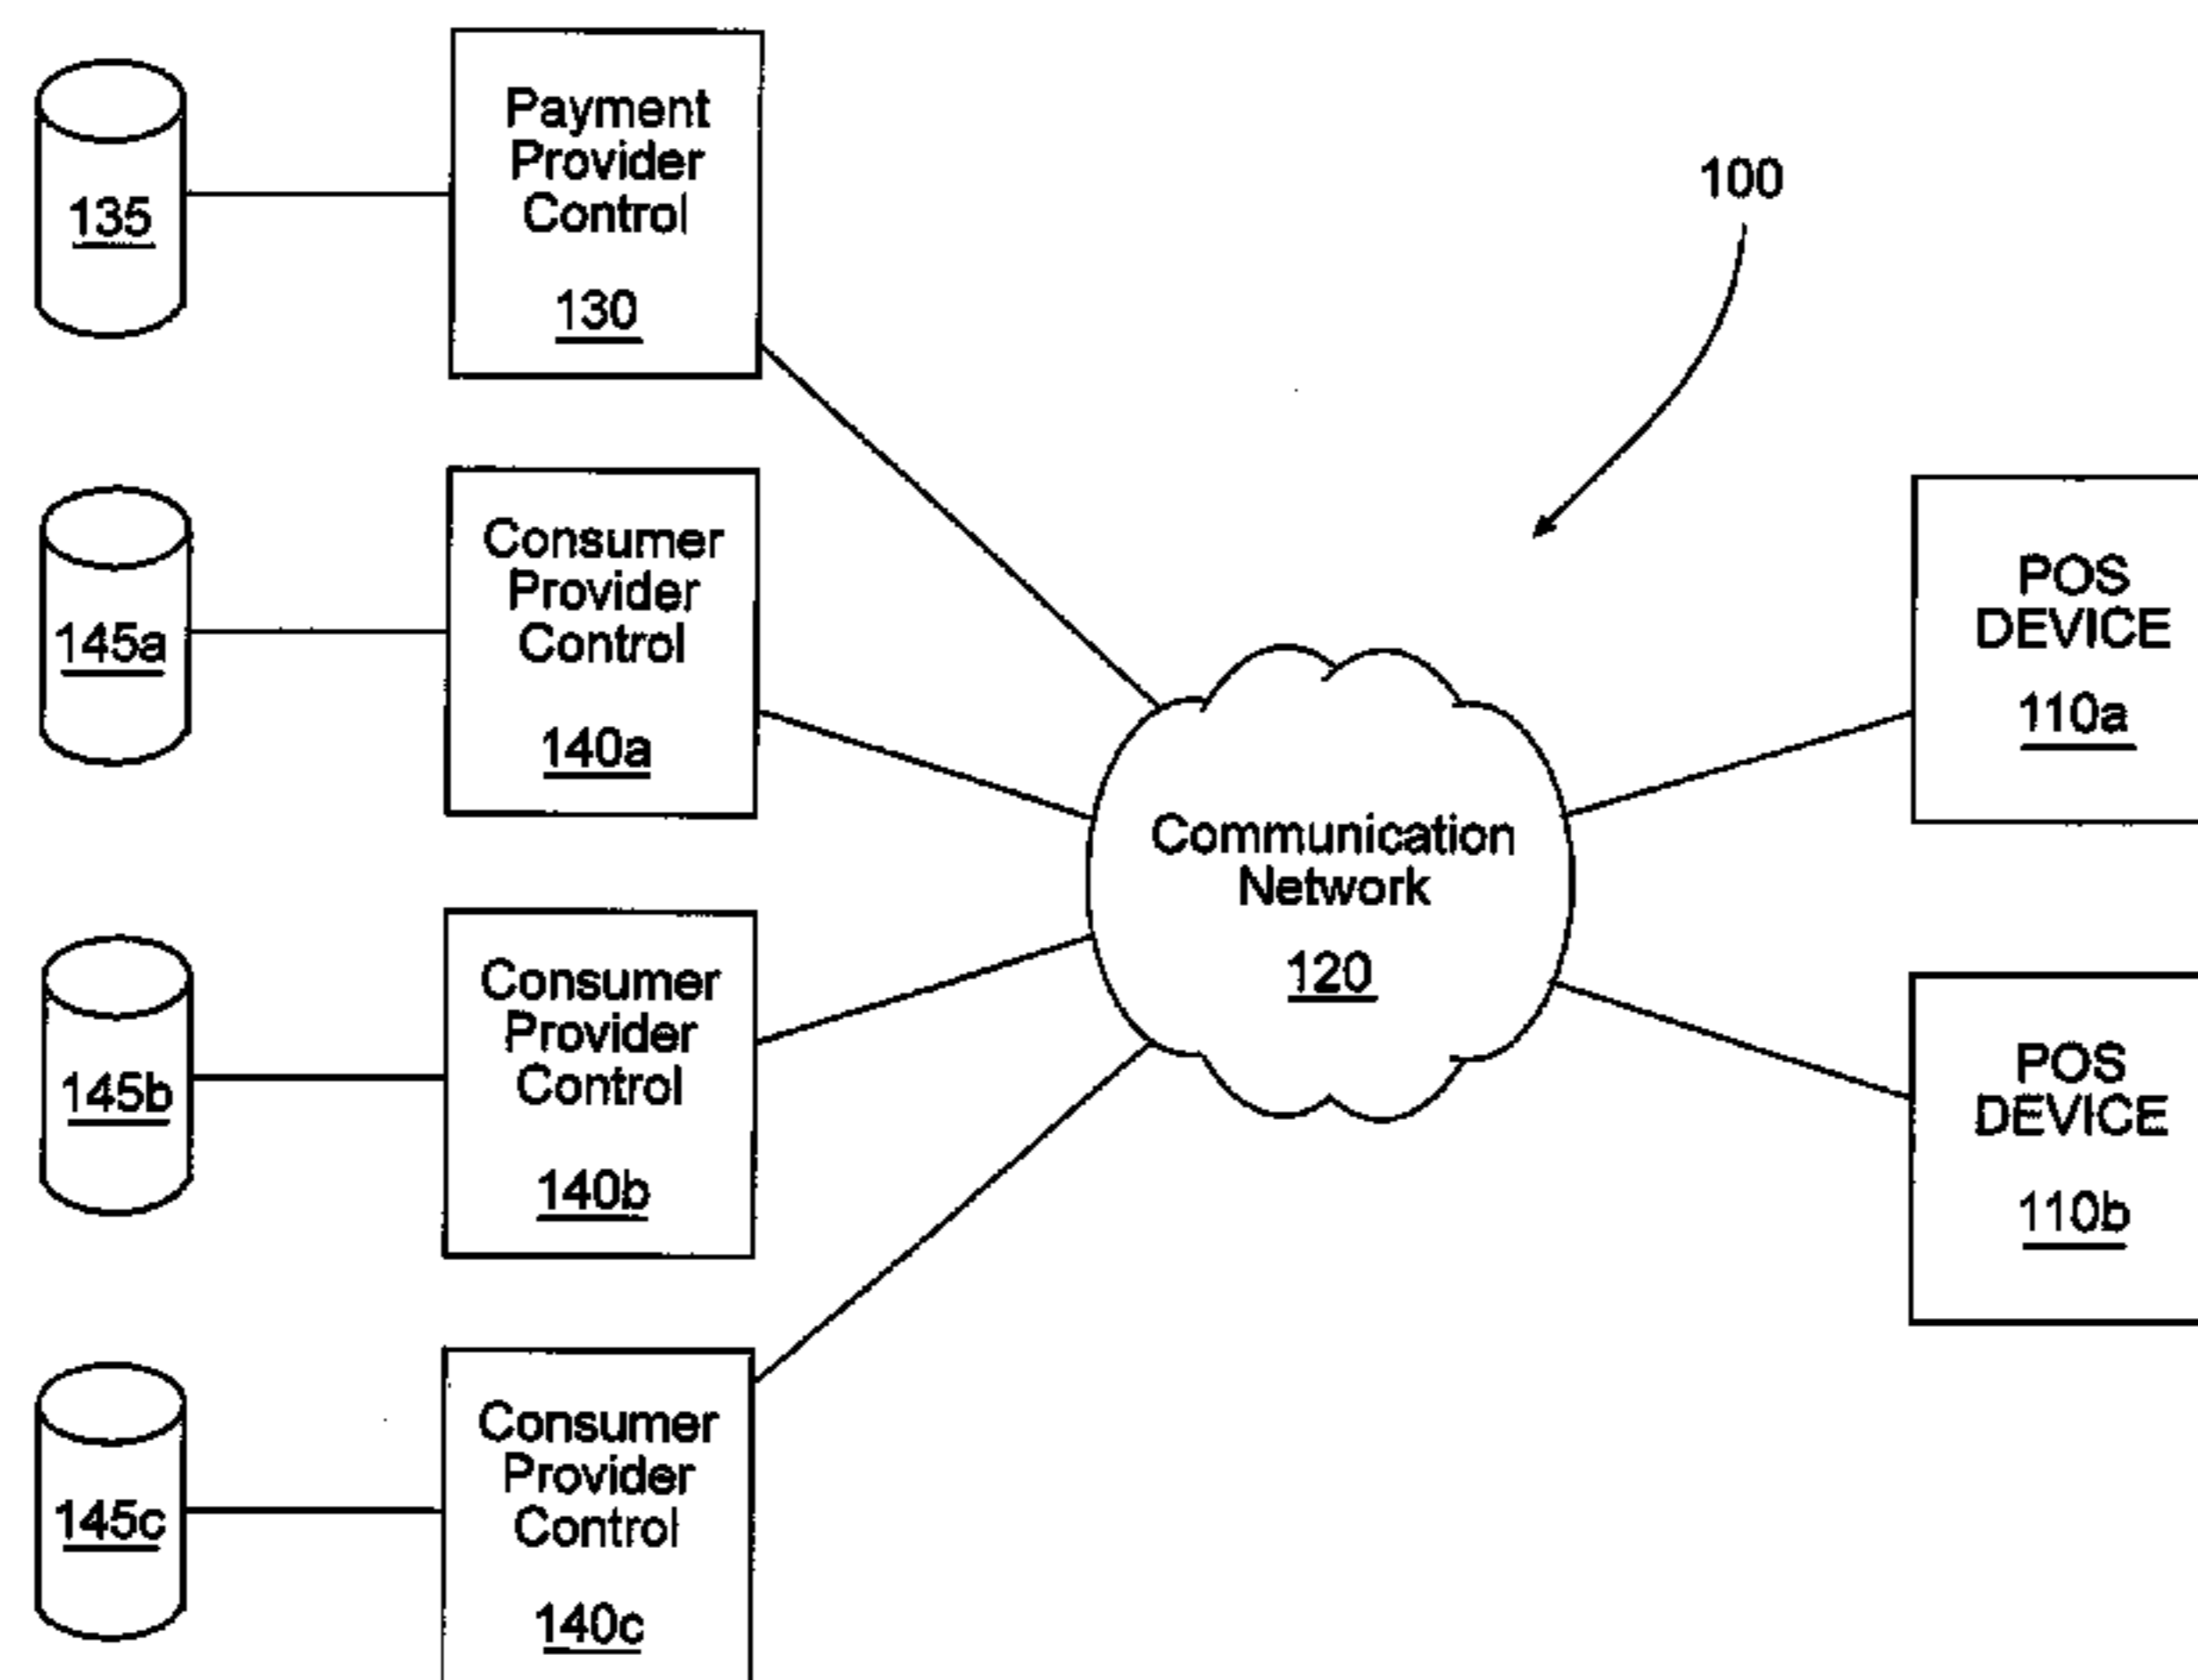 135
Payment
Provider
Control
130
100
145a
Consumer
Provider
Control
140a
POS
DEVICE
110a
Communication
Network
120
145b
Consumer
Provider
Control
140b
POS
DEVICE
110b
145c
Consumer
Provider
Control
140c